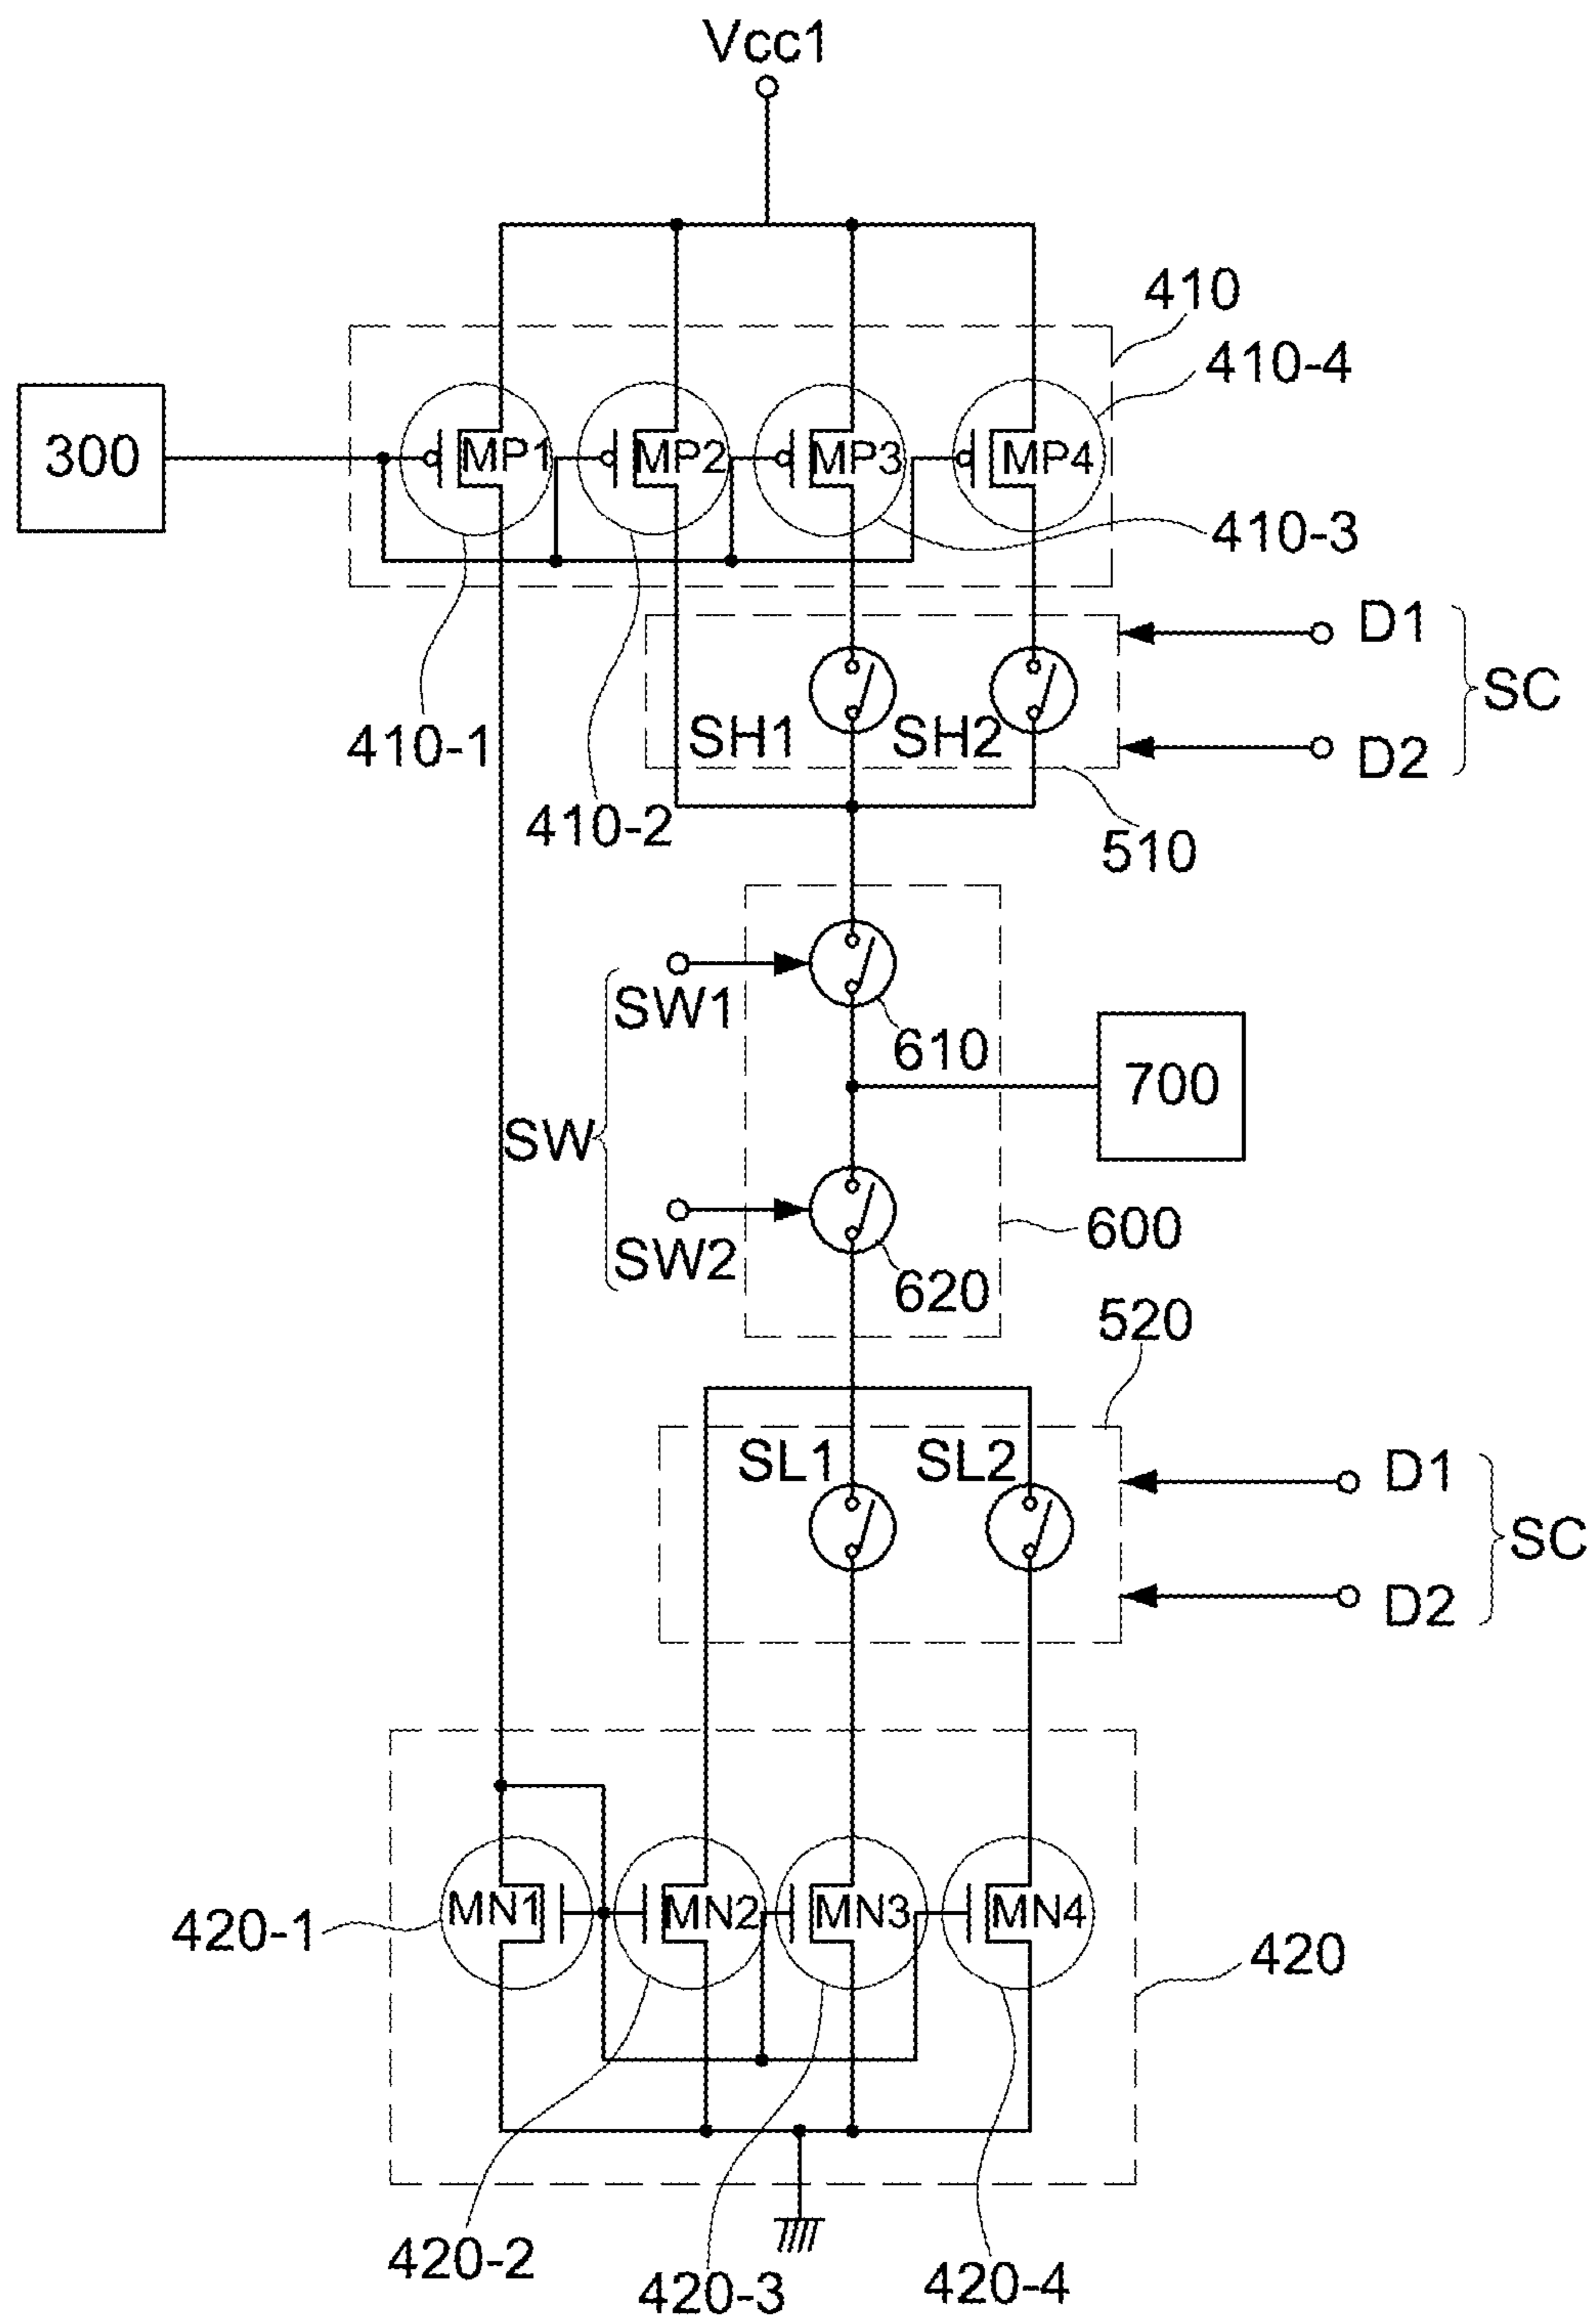 Vcc1
410
410-4
300
MP1
MP2
MP3
MP4
410-3
D1
SC
D2
SH1
SH2
410-1
410-2
510
SW1
610
700
SW
SW2
620
600
520
SL1
SL2
D1
SC
D2
MN1
MN2
MN3
MN4
420-1
420
420-2
420-3
420-4